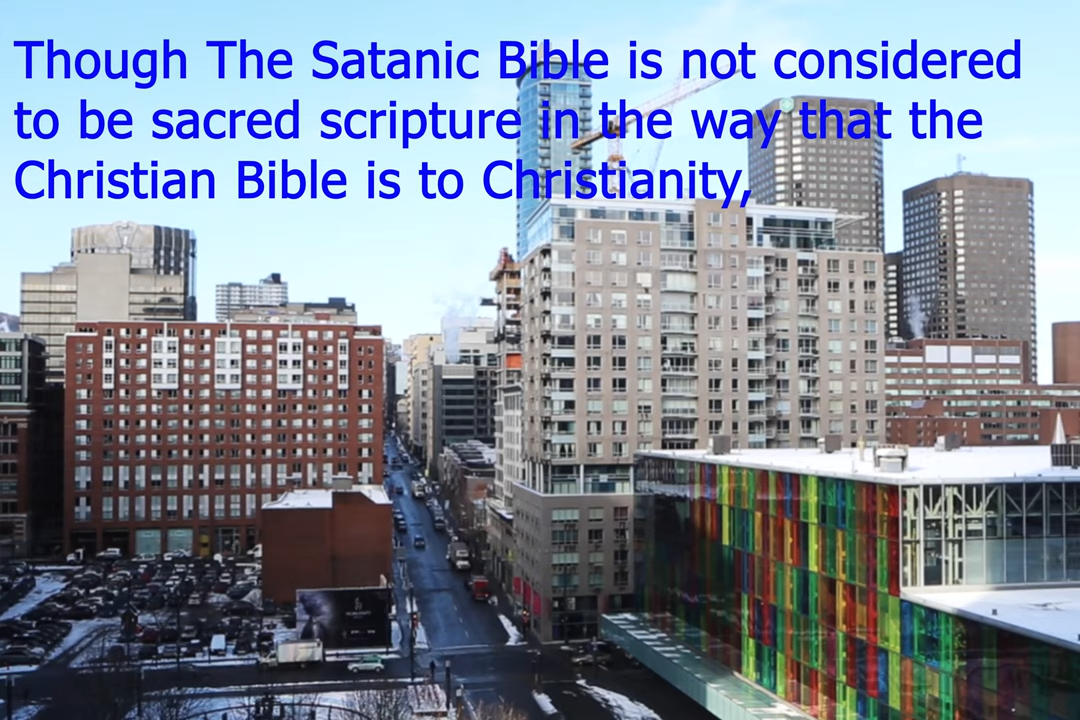 Though The Satanic Bible is not considered
to be sacred scripture in the way that the
Christian Bible is to Christianity,